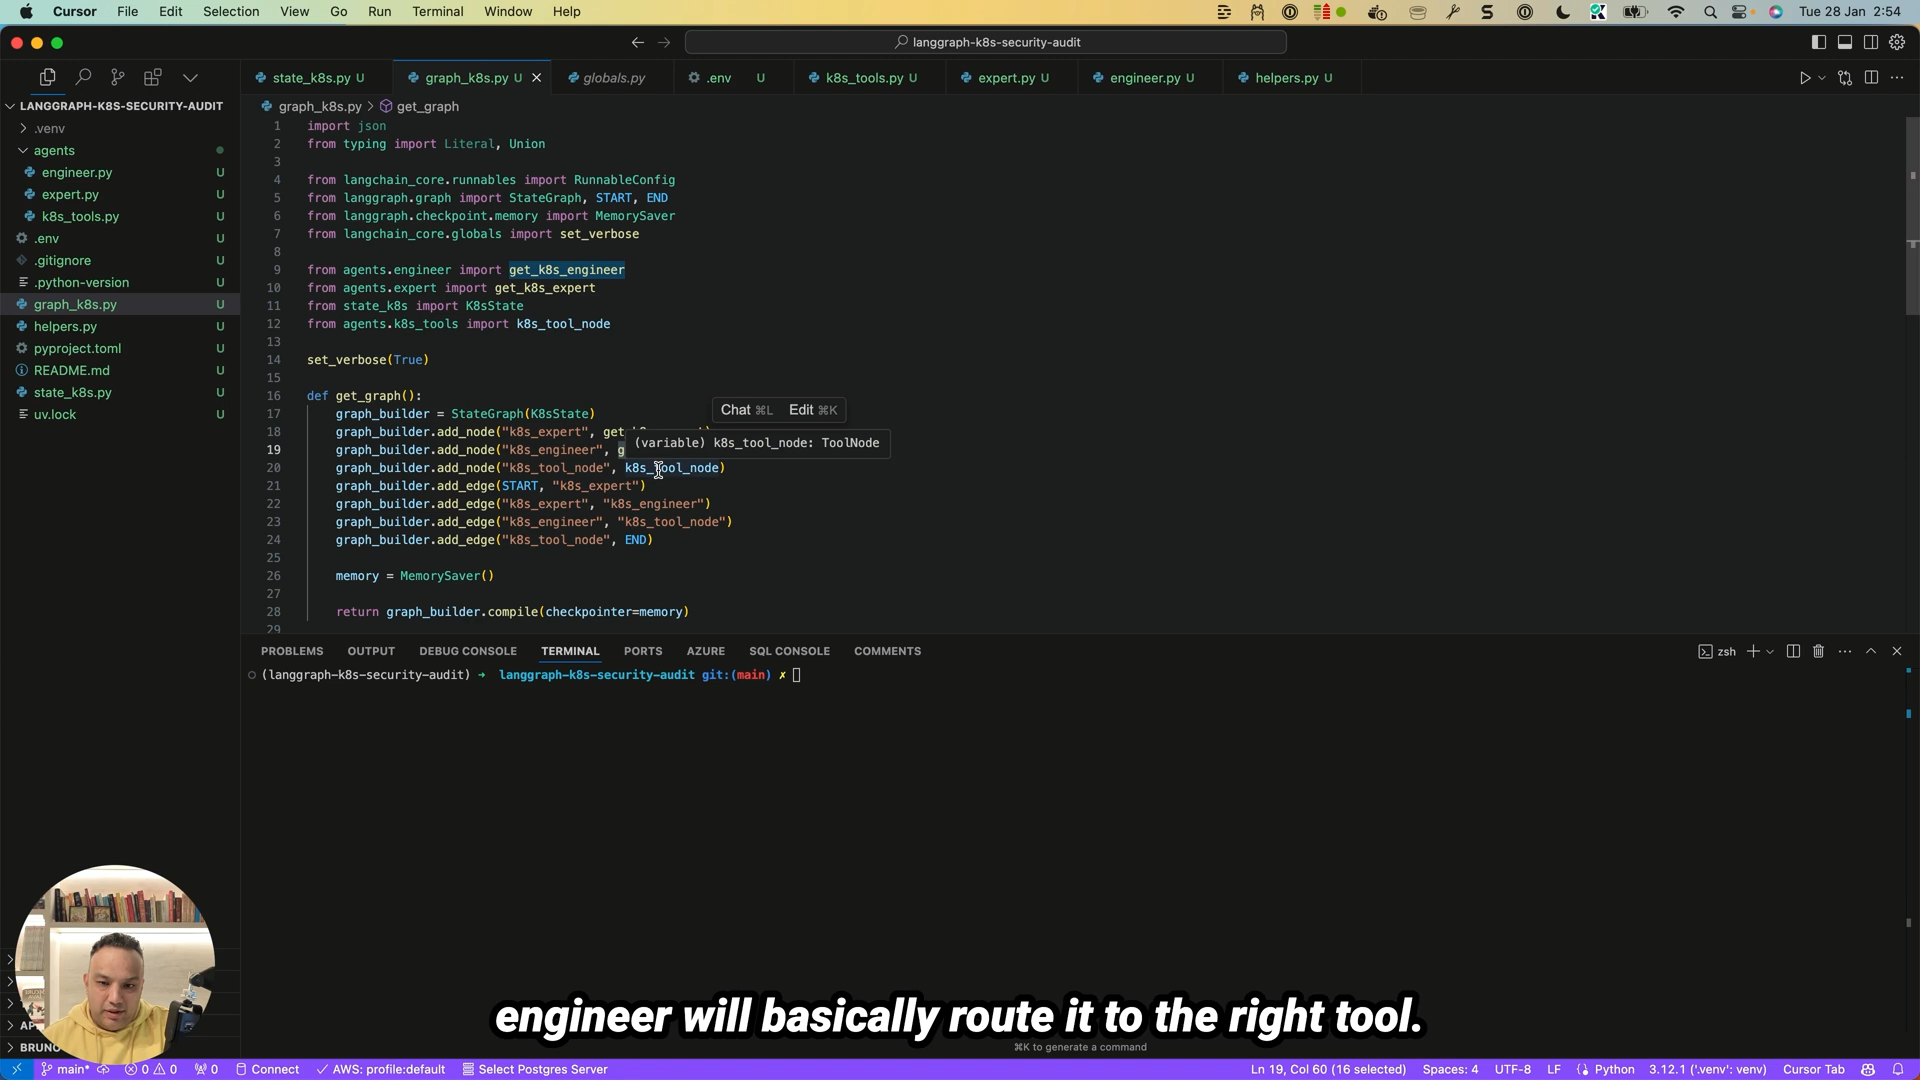 Cursor File Edit Selection View Go Run Terminal Window Help Tue 28 Jan 2:54
langgraph-k8s-security-audit
state_k8s.py U graph_k8s.py U globals.py .env U k8s_tools.py U expert.py U engineer.py U helpers.py U
LANGGRAPH-K8S-SECURITY-AUDIT
.venv
agents
engineer.py U
expert.py U
k8s_tools.py U
.env U
.gitignore U
.python-version U
graph_k8s.py U
helpers.py U
pyproject.toml U
README.md U
state_k8s.py U
uv.lock U
BRUNO
graph_k8s.py > get_graph
1 import json
2 from typing import Literal, Union
3
4 from langchain_core.runnables import RunnableConfig
5 from langgraph.graph import StateGraph, START, END
6 from langgraph.checkpoint.memory import MemorySaver
7 from langchain_core.globals import set_verbose
8
9 from agents.engineer import get_k8s_engineer
10 from agents.expert import get_k8s_expert
11 from state_k8s import K8sState
12 from agents.k8s_tools import k8s_tool_node
13
14 set_verbose(True)
15
16 def get_graph():
17 graph_builder = StateGraph(K8sState)
Chat ⌘L Edit ⌘K
18 graph_builder.add_node("k8s_expert",
(variable) k8s_tool_node: ToolNode
19 graph_builder.add_node("k8s_engineer", g
20 graph_builder.add_node("k8s_tool_node", k8s_tool_node)
21 graph_builder.add_edge(START, "k8s_expert")
22 graph_builder.add_edge("k8s_expert", "k8s_engineer")
23 graph_builder.add_edge("k8s_engineer", "k8s_tool_node")
24 graph_builder.add_edge("k8s_tool_node", END)
25
26 memory = MemorySaver()
27
28 return graph_builder.compile(checkpointer=memory)
29
PROBLEMS OUTPUT DEBUG CONSOLE TERMINAL PORTS AZURE SQL CONSOLE COMMENTS zsh
(langgraph-k8s-security-audit) → langgraph-k8s-security-audit git:(main) ✗
engineer will basically route it to the right tool.
⌘K to generate a command
main* 0 0 0 Connect AWS: profile:default Select Postgres Server Ln 19, Col 60 (16 selected) Spaces: 4 UTF-8 LF Python 3.12.1 ('.venv': venv) Cursor Tab